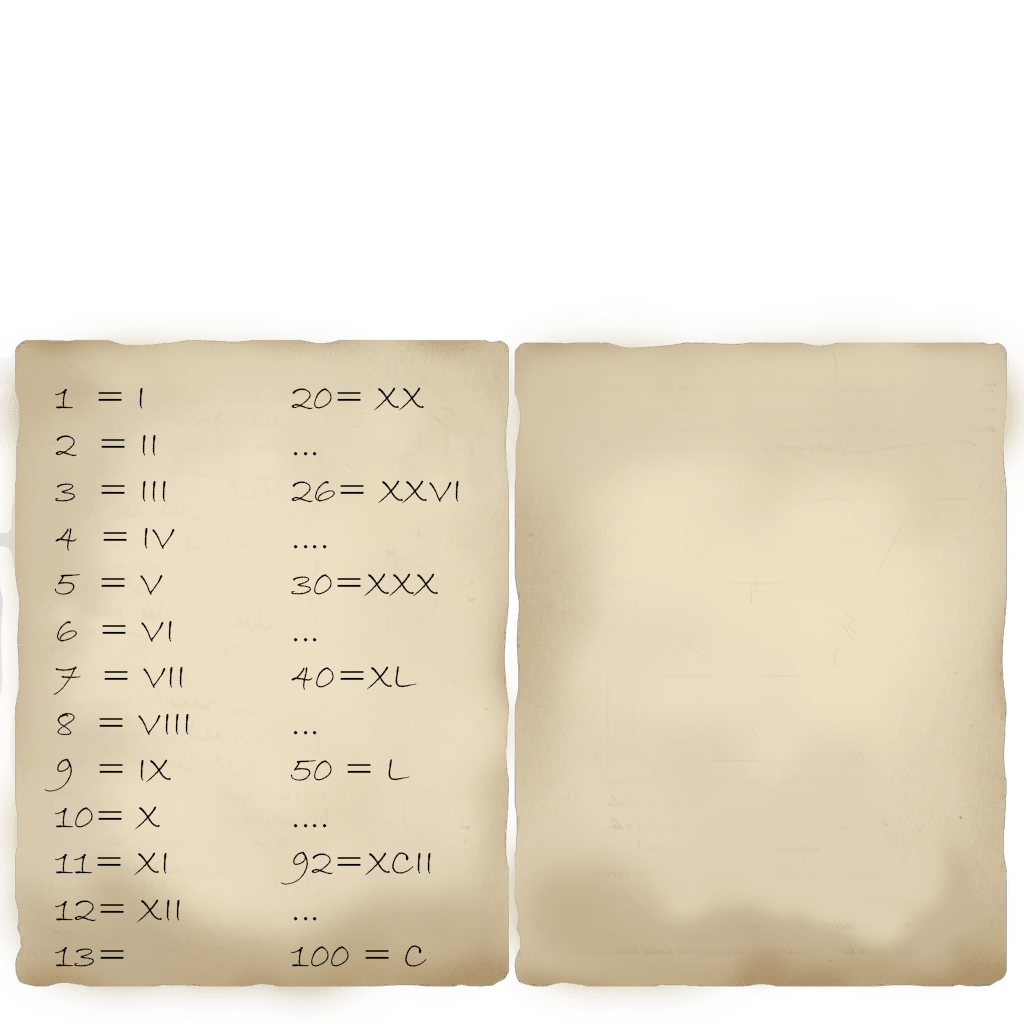 1 = I
2 = II
3 = III
4 = IV
5 = V
6 = VI
7 = VII
8 = VIII
9 = IX
10= X
11= XI
12= XII
13=
20= XX
...
26= XXVI
....
30=XXX
...
40=XL
...
50 = L
....
92=XCII
...
100 = C